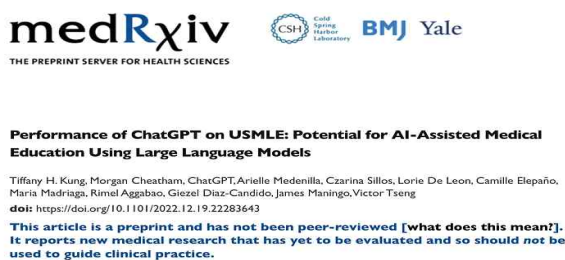 medRxiv
THE PREPRINT SERVER FOR HEALTH SCIENCES
CSH
Cold
Spring
Harbor
Laboratory
BMJ
Yale
Performance of ChatGPT on USMLE: Potential for AI-Assisted Medical
Education Using Large Language Models
Tiffany H. Kung, Morgan Cheatham, ChatGPT, Arielle Medenilla, Czarina Sillos, Lorie De Leon, Camille Elepaño,
Maria Madriaga, Rimel Aggabao, Giezel Diaz-Candido, James Maningo, Victor Tseng
doi: https://doi.org/10.1101/2022.12.19.22283643
This article is a preprint and has not been peer-reviewed [what does this mean?].
It reports new medical research that has yet to be evaluated and so should not be
used to guide clinical practice.